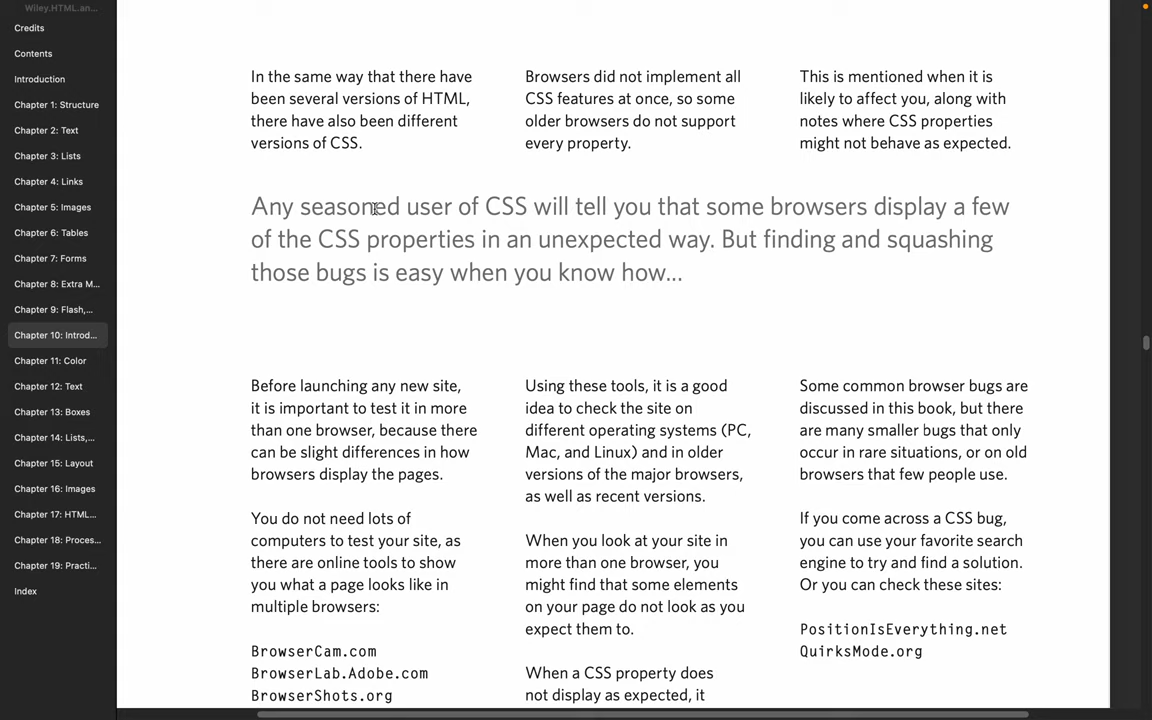 Wiley.HTML.an...
Credits
Contents
Introduction
Chapter 1: Structure
Chapter 2: Text
Chapter 3: Lists
Chapter 4: Links
Chapter 5: Images
Chapter 6: Tables
Chapter 7: Forms
Chapter 8: Extra M...
Chapter 9: Flash,...
Chapter 10: Introd...
Chapter 11: Color
Chapter 12: Text
Chapter 13: Boxes
Chapter 14: Lists,...
Chapter 15: Layout
Chapter 16: Images
Chapter 17: HTML...
Chapter 18: Proces...
Chapter 19: Practi...
Index
In the same way that there have
been several versions of HTML,
there have also been different
versions of CSS.
Browsers did not implement all
CSS features at once, so some
older browsers do not support
every property.
This is mentioned when it is
likely to affect you, along with
notes where CSS properties
might not behave as expected.
Any seasoned user of CSS will tell you that some browsers display a few
of the CSS properties in an unexpected way. But finding and squashing
those bugs is easy when you know how...
Before launching any new site,
it is important to test it in more
than one browser, because there
can be slight differences in how
browsers display the pages.
You do not need lots of
computers to test your site, as
there are online tools to show
you what a page looks like in
multiple browsers:
BrowserCam.com
BrowserLab.Adobe.com
BrowserShots.org
Using these tools, it is a good
idea to check the site on
different operating systems (PC,
Mac, and Linux) and in older
versions of the major browsers,
as well as recent versions.
When you look at your site in
more than one browser, you
might find that some elements
on your page do not look as you
expect them to.
When a CSS property does
not display as expected, it
Some common browser bugs are
discussed in this book, but there
are many smaller bugs that only
occur in rare situations, or on old
browsers that few people use.
If you come across a CSS bug,
you can use your favorite search
engine to try and find a solution.
Or you can check these sites:
PositionIsEverything.net
QuirksMode.org